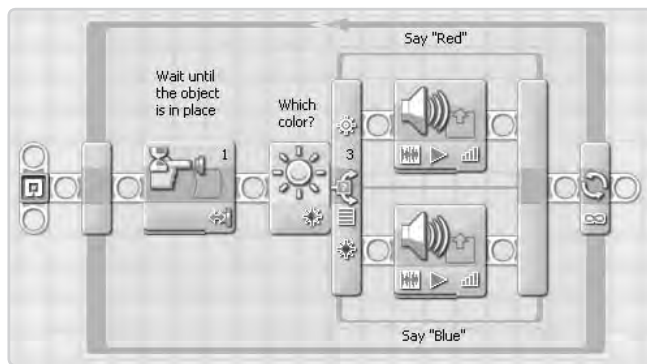 Say "Red"
Wait until
the object
is in place
Which
color?
1
3
Say "Blue"